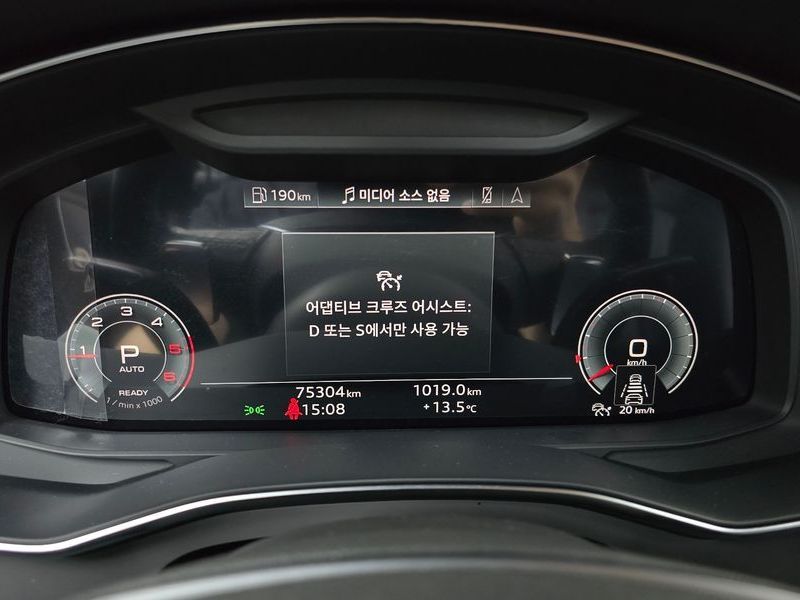 190km
미디어 소스 없음
어댑티브 크루즈 어시스트:
D 또는 S에서만 사용 가능
1
2
3
4
5
6
P
AUTO
READY
1 / min x 1000
0
km/h
20 km/h
75304km
1019.0km
15:08
+13.5°C